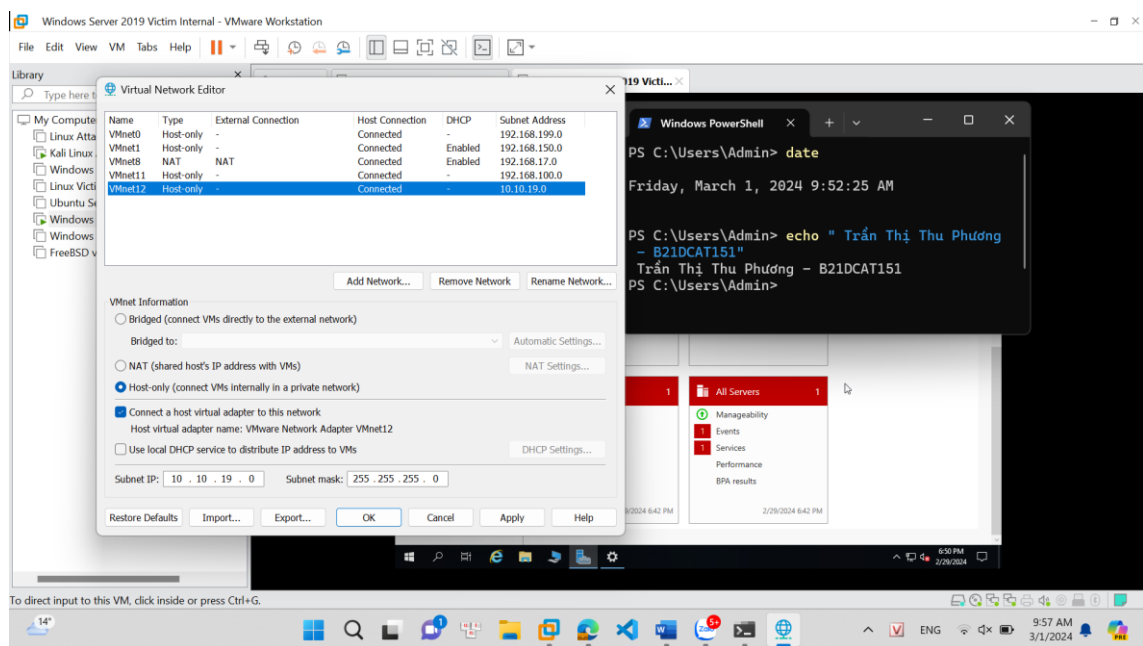 Windows Server 2019 Victim Internal - VMware Workstation
File Edit View VM Tabs Help
Library
Type here t
019 Victi...
My Compute
Linux Atta
Kali Linux
Windows
Linux Victi
Ubuntu Se
Windows
Windows
FreeBSD v
Virtual Network Editor
Name Type External Connection Host Connection DHCP Subnet Address
VMnet0 Host-only - Connected - 192.168.199.0
VMnet1 Host-only - Connected Enabled 192.168.150.0
VMnet8 NAT NAT Connected Enabled 192.168.17.0
VMnet11 Host-only - Connected - 192.168.100.0
VMnet12 Host-only - Connected - 10.10.19.0
Add Network... Remove Network Rename Network...
VMnet Information
Bridged (connect VMs directly to the external network)
Bridged to: Automatic Settings...
NAT (shared host's IP address with VMs) NAT Settings...
Host-only (connect VMs internally in a private network)
Connect a host virtual adapter to this network
Host virtual adapter name: VMware Network Adapter VMnet12
Use local DHCP service to distribute IP address to VMs DHCP Settings...
Subnet IP: 10 . 10 . 19 . 0 Subnet mask: 255 . 255 . 255 . 0
Restore Defaults Import... Export... OK Cancel Apply Help
Windows PowerShell
PS C:\Users\Admin> date
Friday, March 1, 2024 9:52:25 AM
PS C:\Users\Admin> echo " Trần Thị Thu Phương
- B21DCAT151"
Trần Thị Thu Phương - B21DCAT151
PS C:\Users\Admin>
1
All Servers 1
Manageability
1 Events
1 Services
Performance
BPA results
9/2024 6:42 PM
2/29/2024 6:42 PM
6:50 PM
2/29/2024
To direct input to this VM, click inside or press Ctrl+G.
14°
1
Zalo
5+
V
ENG
9:57 AM
3/1/2024
PRE